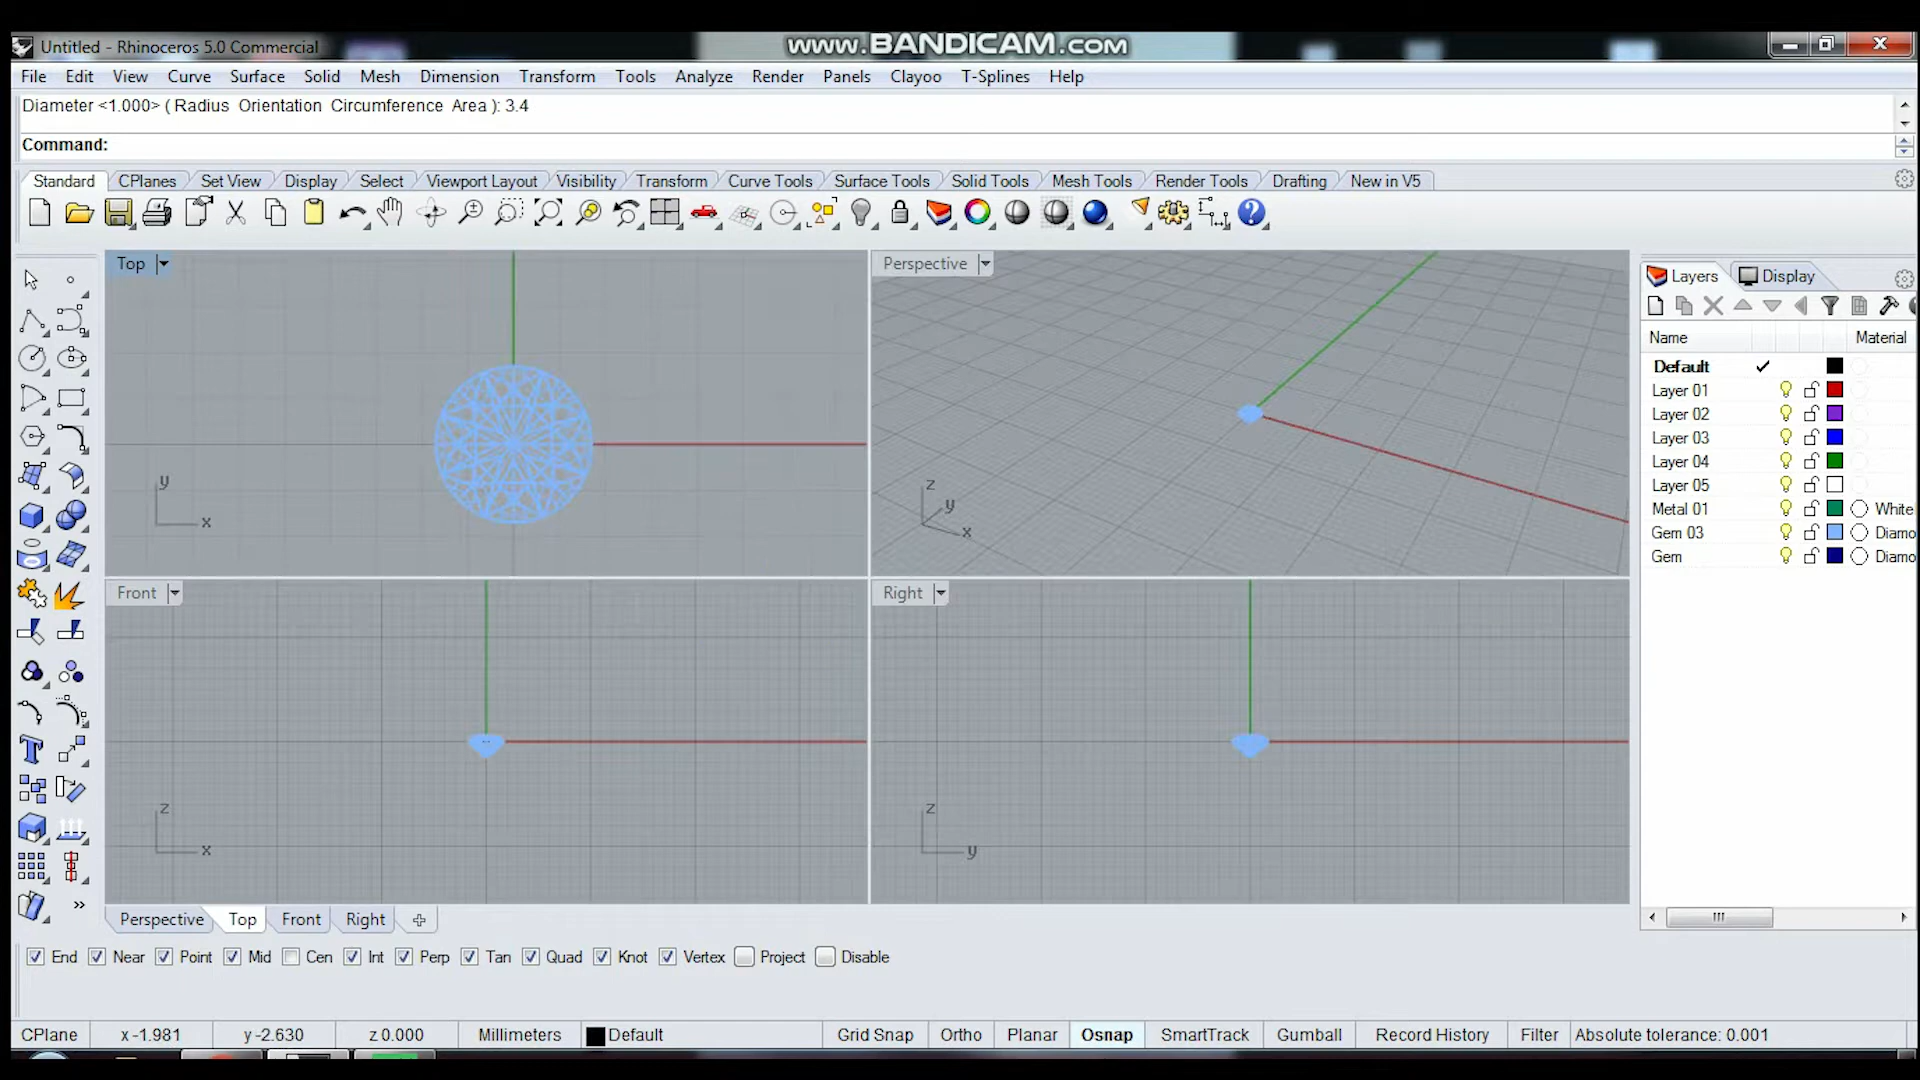 Untitled - Rhinoceros 5.0 Commercial
www.BANDICAM.com
File Edit View Curve Surface Solid Mesh Dimension Transform Tools Analyze Render Panels Clayoo T-Splines Help
Diameter <1.000> ( Radius Orientation Circumference Area ): 3.4
Command:
Standard CPlanes Set View Display Select Viewport Layout Visibility Transform Curve Tools Surface Tools Solid Tools Mesh Tools Render Tools Drafting New in V5
Top
y
x
Perspective
z
y
x
Front
z
x
Right
z
y
Layers Display
Name Material
Default
Layer 01
Layer 02
Layer 03
Layer 04
Layer 05
Metal 01 White
Gem 03 Diamo
Gem Diamo
Perspective Top Front Right
End Near Point Mid Cen Int Perp Tan Quad Knot Vertex Project Disable
CPlane x -1.981 y -2.630 z 0.000 Millimeters Default Grid Snap Ortho Planar Osnap SmartTrack Gumball Record History Filter Absolute tolerance: 0.001